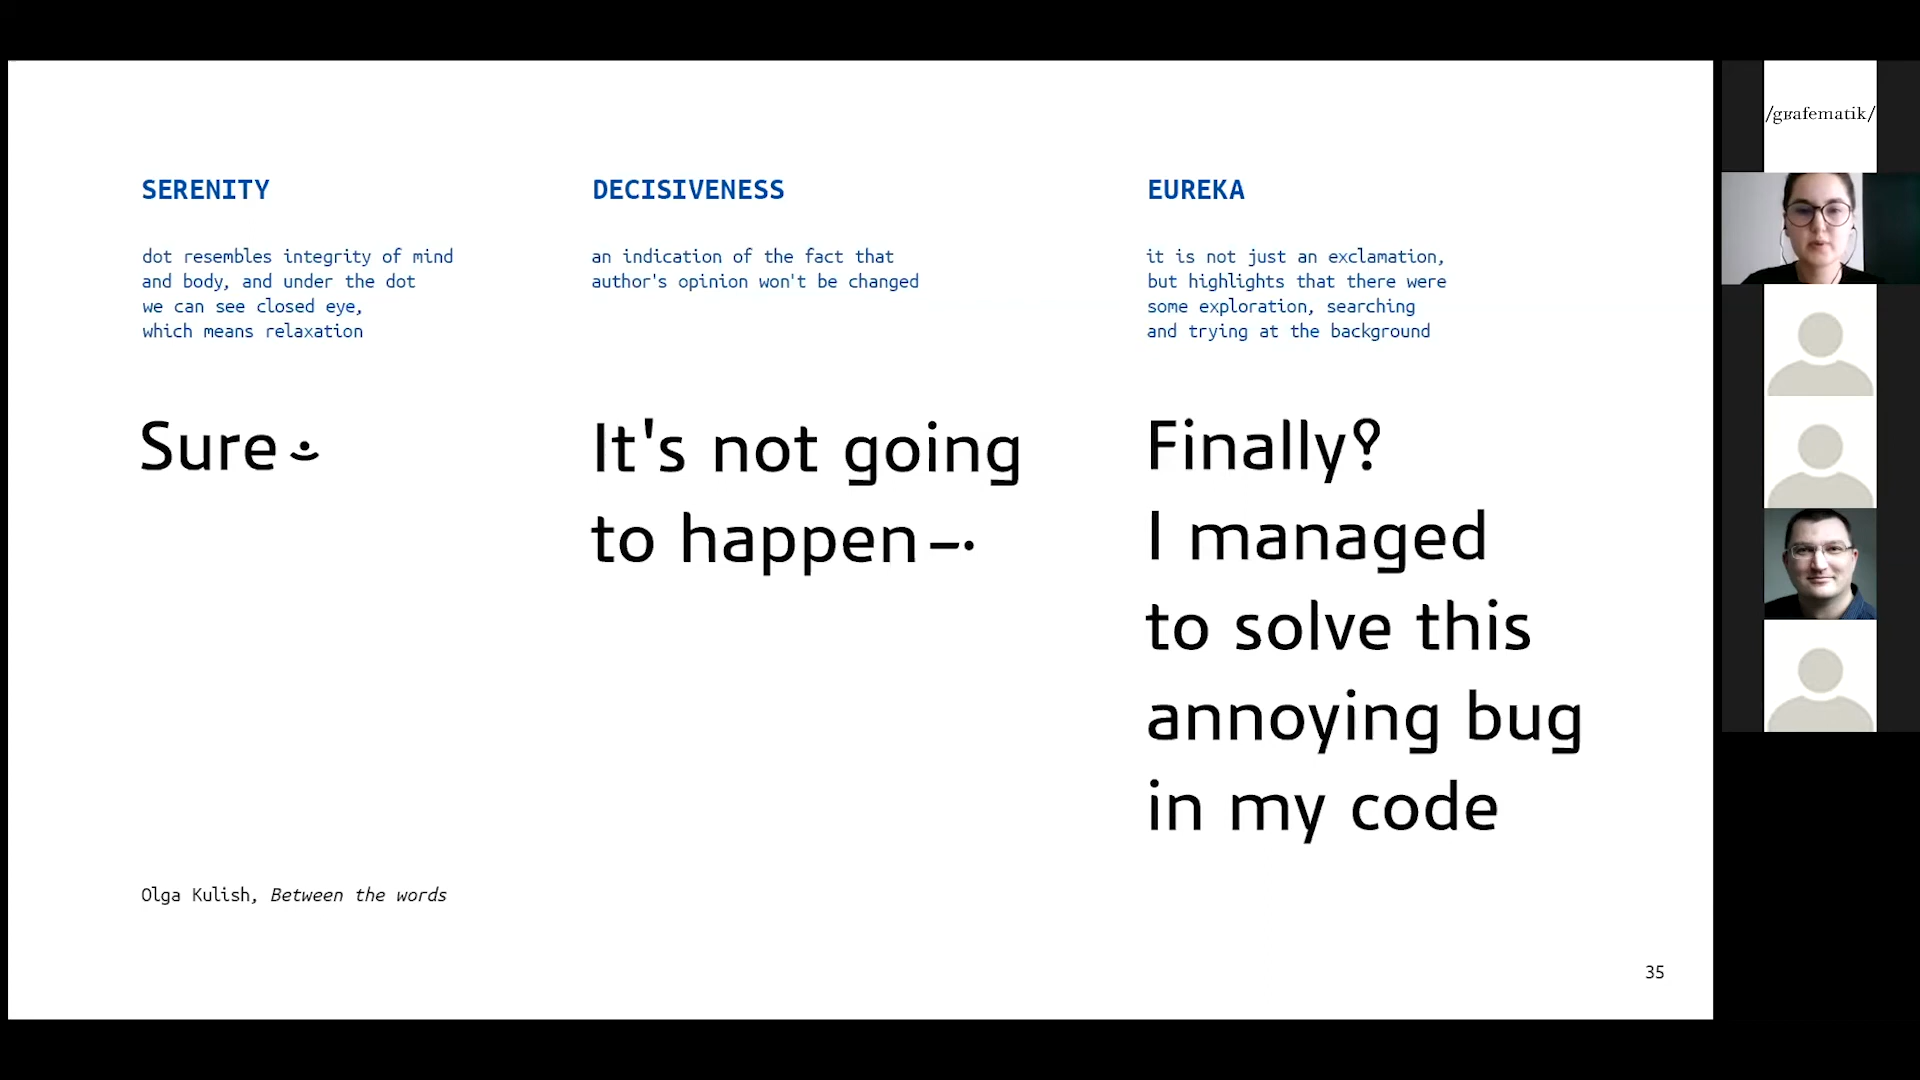 SERENITY
dot resembles integrity of mind
and body, and under the dot
we can see closed eye,
which means relaxation
Sure
DECISIVENESS
an indication of the fact that
author's opinion won't be changed
It's not going
to happen–·
EUREKA
it is not just an exclamation,
but highlights that there were
some exploration, searching
and trying at the background
Finally
I managed
to solve this
annoying bug
in my code
Olga Kulish, Between the words
35
/gʀafematik/